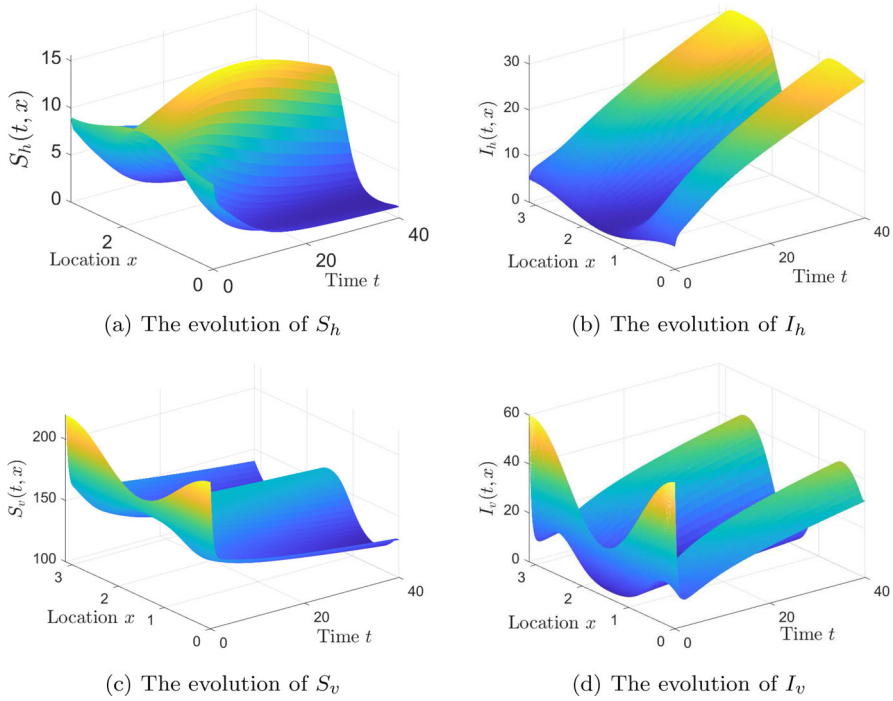 15
10
5
0
S_h(t, x)
2
0
Location x
0
20
40
Time t
(a) The evolution of S_h
30
20
10
0
I_h(t, x)
3
2
1
0
Location x
0
20
40
Time t
(b) The evolution of I_h
200
150
100
S_v(t, x)
3
2
1
0
Location x
0
20
40
Time t
(c) The evolution of S_v
60
40
20
0
I_v(t, x)
3
2
1
0
Location x
0
20
40
Time t
(d) The evolution of I_v